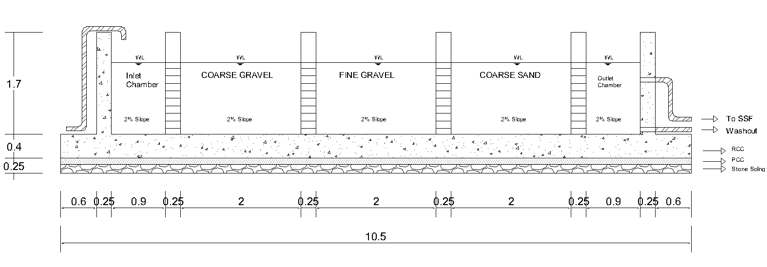 WL WL WL WL WL
Inlet
Chamber
COARSE GRAVEL
FINE GRAVEL
COARSE SAND
Outlet
Chamber
2% Slope 2% Slope 2% Slope 2% Slope 2% Slope
1.7
0.4
0.25
To SSF
Washout
RCC
PCC
Stone Soling
0.6 0.25 0.9 0.25 2 0.25 2 0.25 2 0.25 0.9 0.25 0.6
10.5